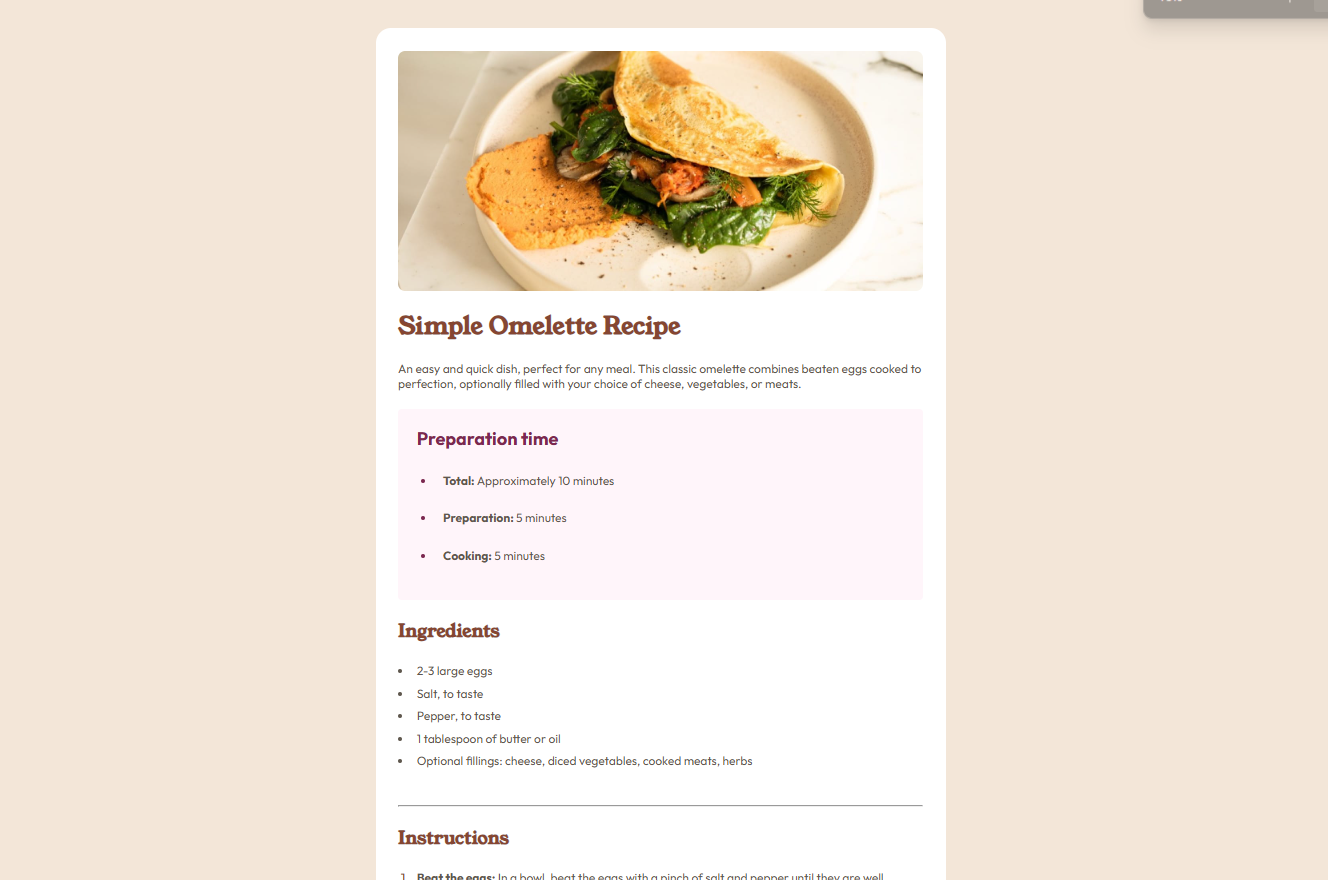 Simple Omelette Recipe
An easy and quick dish, perfect for any meal. This classic omelette combines beaten eggs cooked to
perfection, optionally filled with your choice of cheese, vegetables, or meats.
Preparation time
• Total: Approximately 10 minutes
• Preparation: 5 minutes
• Cooking: 5 minutes
Ingredients
• 2-3 large eggs
• Salt, to taste
• Pepper, to taste
• 1 tablespoon of butter or oil
• Optional fillings: cheese, diced vegetables, cooked meats, herbs
Instructions
1. Beat the eggs: In a bowl, beat the eggs with a pinch of salt and pepper until they are well